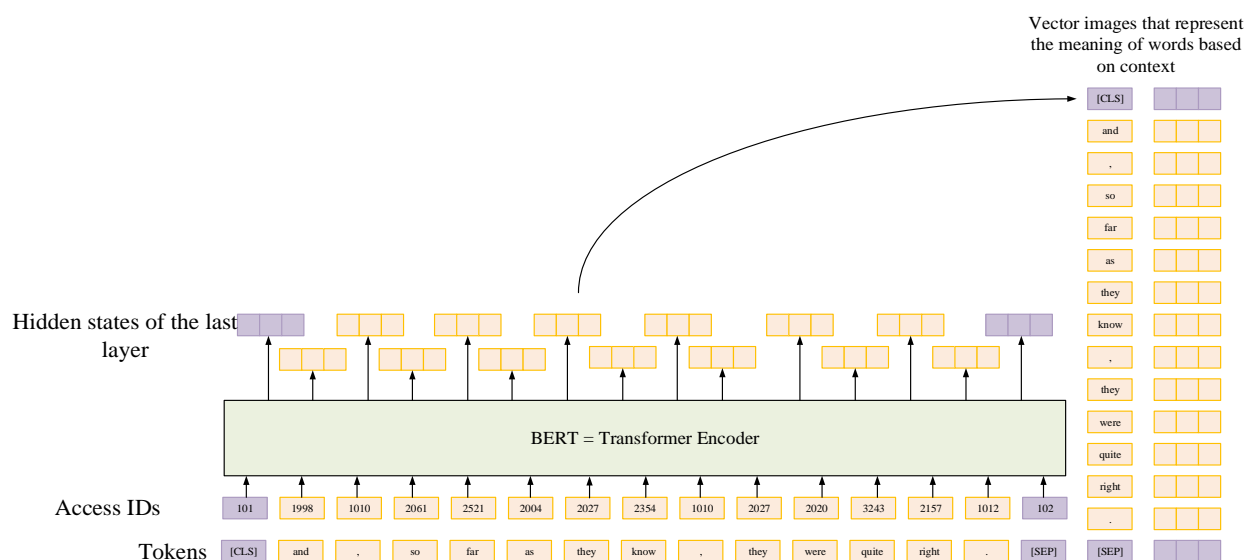 Vector images that represent
the meaning of words based
on context
[CLS]
and
,
so
far
as
they
know
,
they
were
quite
right
.
[SEP]
Hidden states of the last
layer
BERT = Transformer Encoder
Access IDs 101 1998 1010 2061 2521 2004 2027 2354 1010 2027 2020 3243 2157 1012 102
Tokens [CLS] and , so far as they know , they were quite right . [SEP]